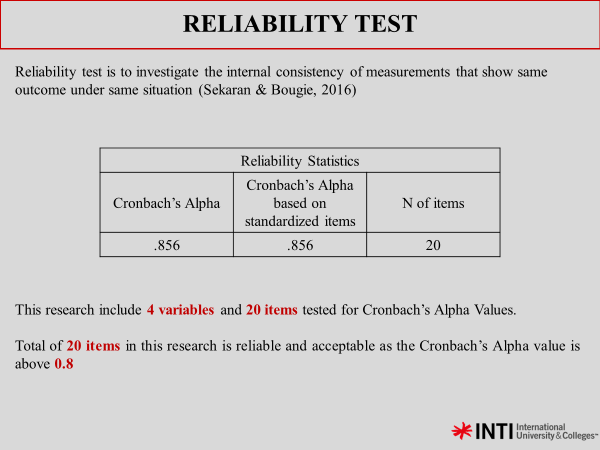 RELIABILITY TEST
Reliability test is to investigate the internal consistency of measurements that show same
outcome under same situation (Sekaran & Bougie, 2016)
Reliability Statistics
Cronbach’s Alpha
Cronbach’s Alpha
based on
standardized items
N of items
.856
.856
20
This research include 4 variables and 20 items tested for Cronbach’s Alpha Values.
Total of 20 items in this research is reliable and acceptable as the Cronbach’s Alpha value is
above 0.8
INTI International
University & Colleges™